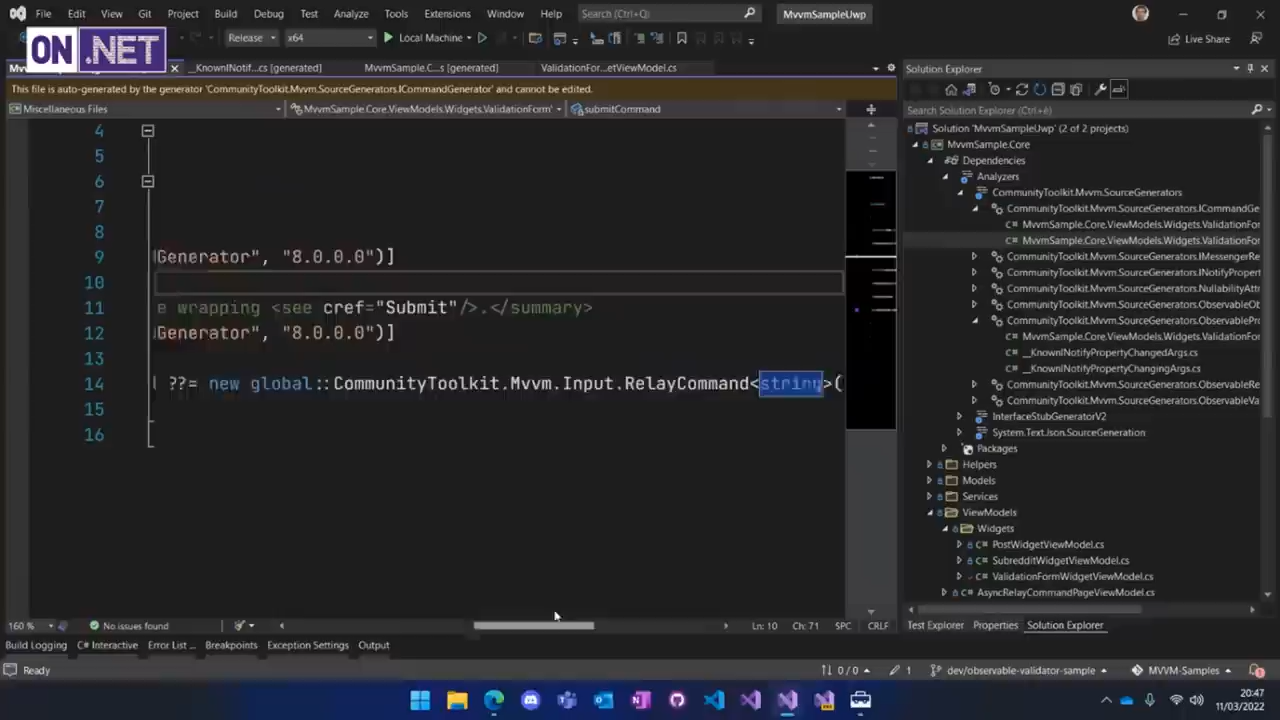 File Edit View Git Project Build Debug Test Analyze Tools Extensions Window Help Search (Ctrl+Q) MvvmSampleUwp
ON .NET
Release x64 Local Machine Live Share
__KnownINotif...cs [generated] MvvmSample.C...s [generated] ValidationFor...etViewModel.cs
This file is auto-generated by the generator 'CommunityToolkit.Mvvm.SourceGenerators.ICommandGenerator' and cannot be edited.
Miscellaneous Files MvvmSample.Core.ViewModels.Widgets.ValidationForm submitCommand
4
5
6
7
8
9 Generator", "8.0.0.0")]
10
11 e wrapping <see cref="Submit"/>.</summary>
12 Generator", "8.0.0.0")]
13
14 ??= new global::CommunityToolkit.Mvvm.Input.RelayCommand<string>(
15
16
160 % No issues found Ln: 10 Ch: 71 SPC CRLF
Solution Explorer
Search Solution Explorer (Ctrl+è)
Solution 'MvvmSampleUwp' (2 of 2 projects)
MvvmSample.Core
Dependencies
Analyzers
CommunityToolkit.Mvvm.SourceGenerators
CommunityToolkit.Mvvm.SourceGenerators.ICommandGe
MvvmSample.Core.ViewModels.Widgets.ValidationFor
MvvmSample.Core.ViewModels.Widgets.ValidationFor
CommunityToolkit.Mvvm.SourceGenerators.IMessengerRe
CommunityToolkit.Mvvm.SourceGenerators.INotifyPropert
CommunityToolkit.Mvvm.SourceGenerators.NullabilityAttri
CommunityToolkit.Mvvm.SourceGenerators.ObservableOb
CommunityToolkit.Mvvm.SourceGenerators.ObservablePro
MvvmSample.Core.ViewModels.Widgets.ValidationFor
__KnownINotifyPropertyChangedArgs.cs
__KnownINotifyPropertyChangingArgs.cs
CommunityToolkit.Mvvm.SourceGenerators.ObservableRe
CommunityToolkit.Mvvm.SourceGenerators.ObservableVa
InterfaceStubGeneratorV2
System.Text.Json.SourceGeneration
Packages
Helpers
Models
Services
ViewModels
Widgets
C# PostWidgetViewModel.cs
C# SubredditWidgetViewModel.cs
C# ValidationFormWidgetViewModel.cs
C# AsyncRelayCommandPageViewModel.cs
Test Explorer Properties Solution Explorer
Build Logging C# Interactive Error List ... Breakpoints Exception Settings Output
Ready 0 / 0 1 dev/observable-validator-sample MVVM-Samples
20:47
11/03/2022